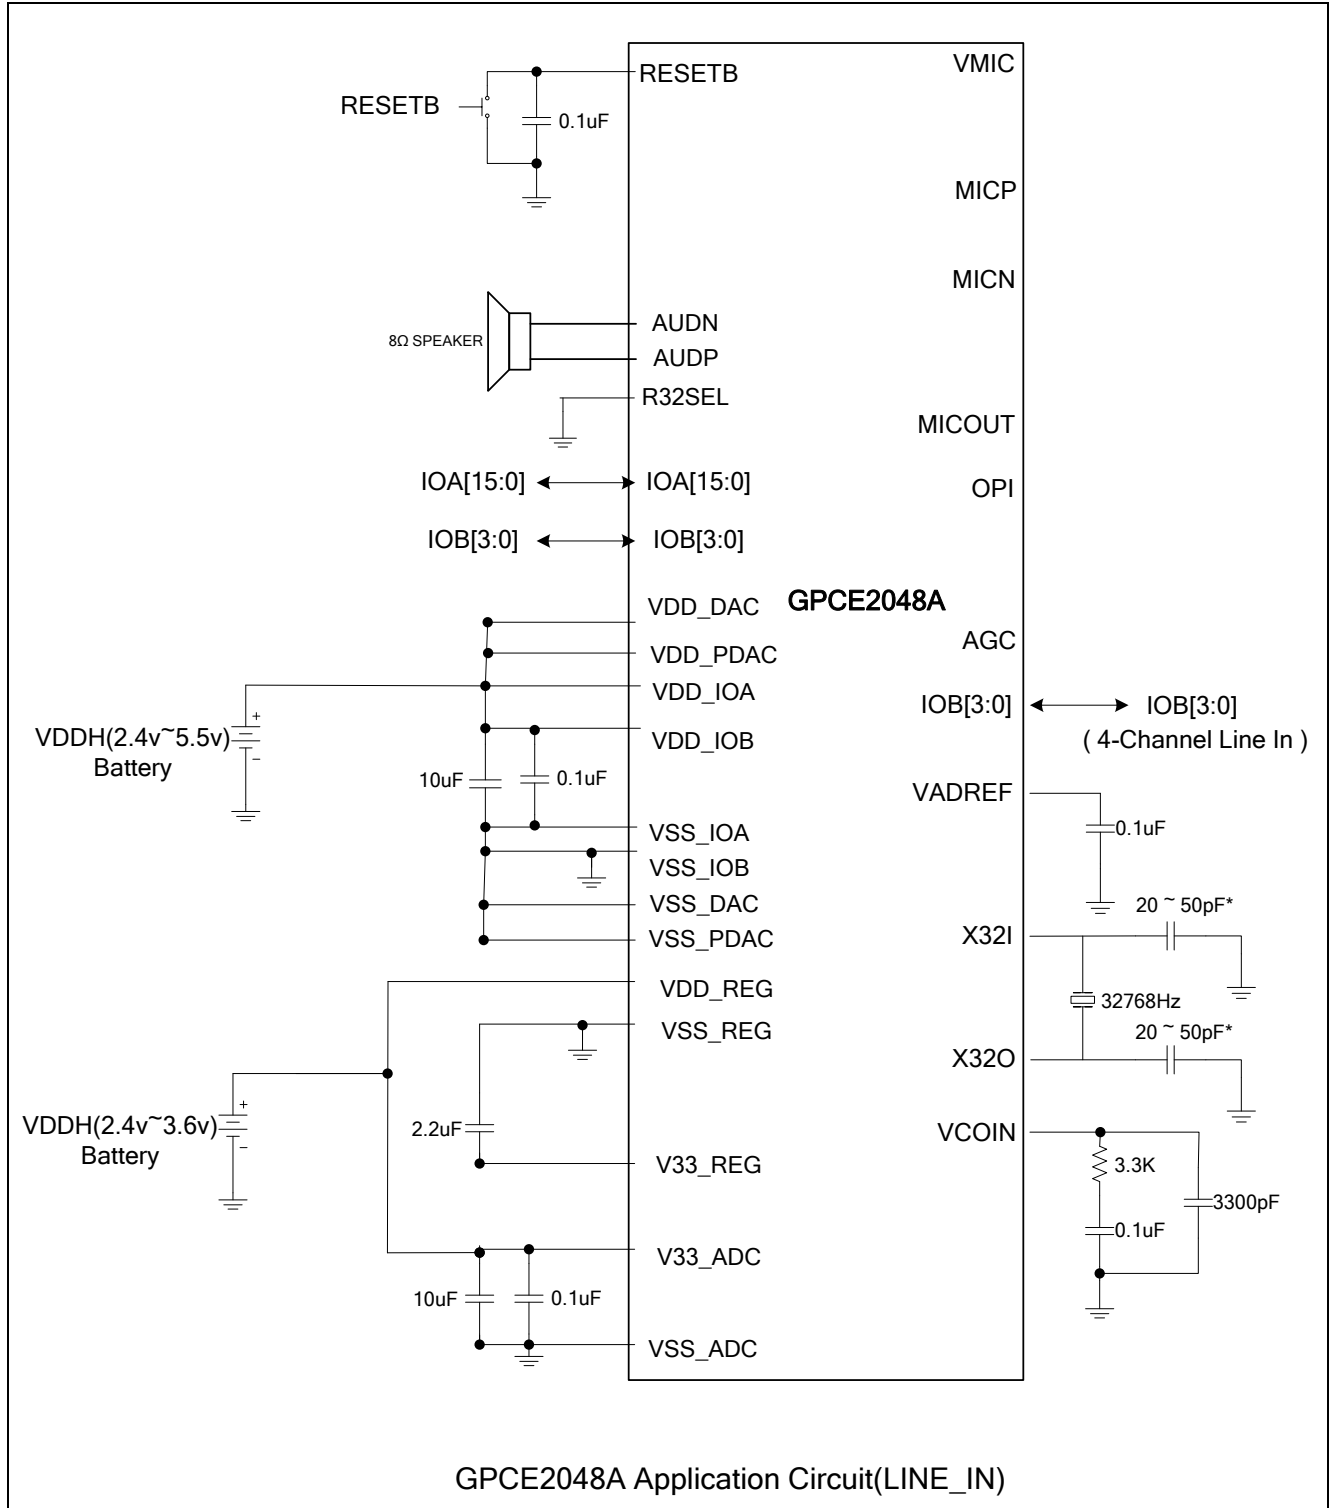 RESETB
0.1uF
RESETB
VMIC
MICP
MICN
8Ω SPEAKER
AUDN
AUDP
R32SEL
MICOUT
IOA[15:0]
IOA[15:0]
OPI
IOB[3:0]
IOB[3:0]
GPCE2048A
VDD_DAC
VDD_PDAC
VDD_IOA
VDD_IOB
AGC
IOB[3:0]
IOB[3:0]
( 4-Channel Line In )
+
VDDH(2.4v~5.5v)
Battery
-
10uF
0.1uF
VADREF
0.1uF
VSS_IOA
VSS_IOB
VSS_DAC
VSS_PDAC
20 ~ 50pF*
X32I
32768Hz
20 ~ 50pF*
X32O
VDD_REG
VSS_REG
+
VDDH(2.4v~3.6v)
Battery
-
2.2uF
V33_REG
VCOIN
3.3K
3300pF
0.1uF
V33_ADC
10uF
0.1uF
VSS_ADC
GPCE2048A Application Circuit(LINE_IN)